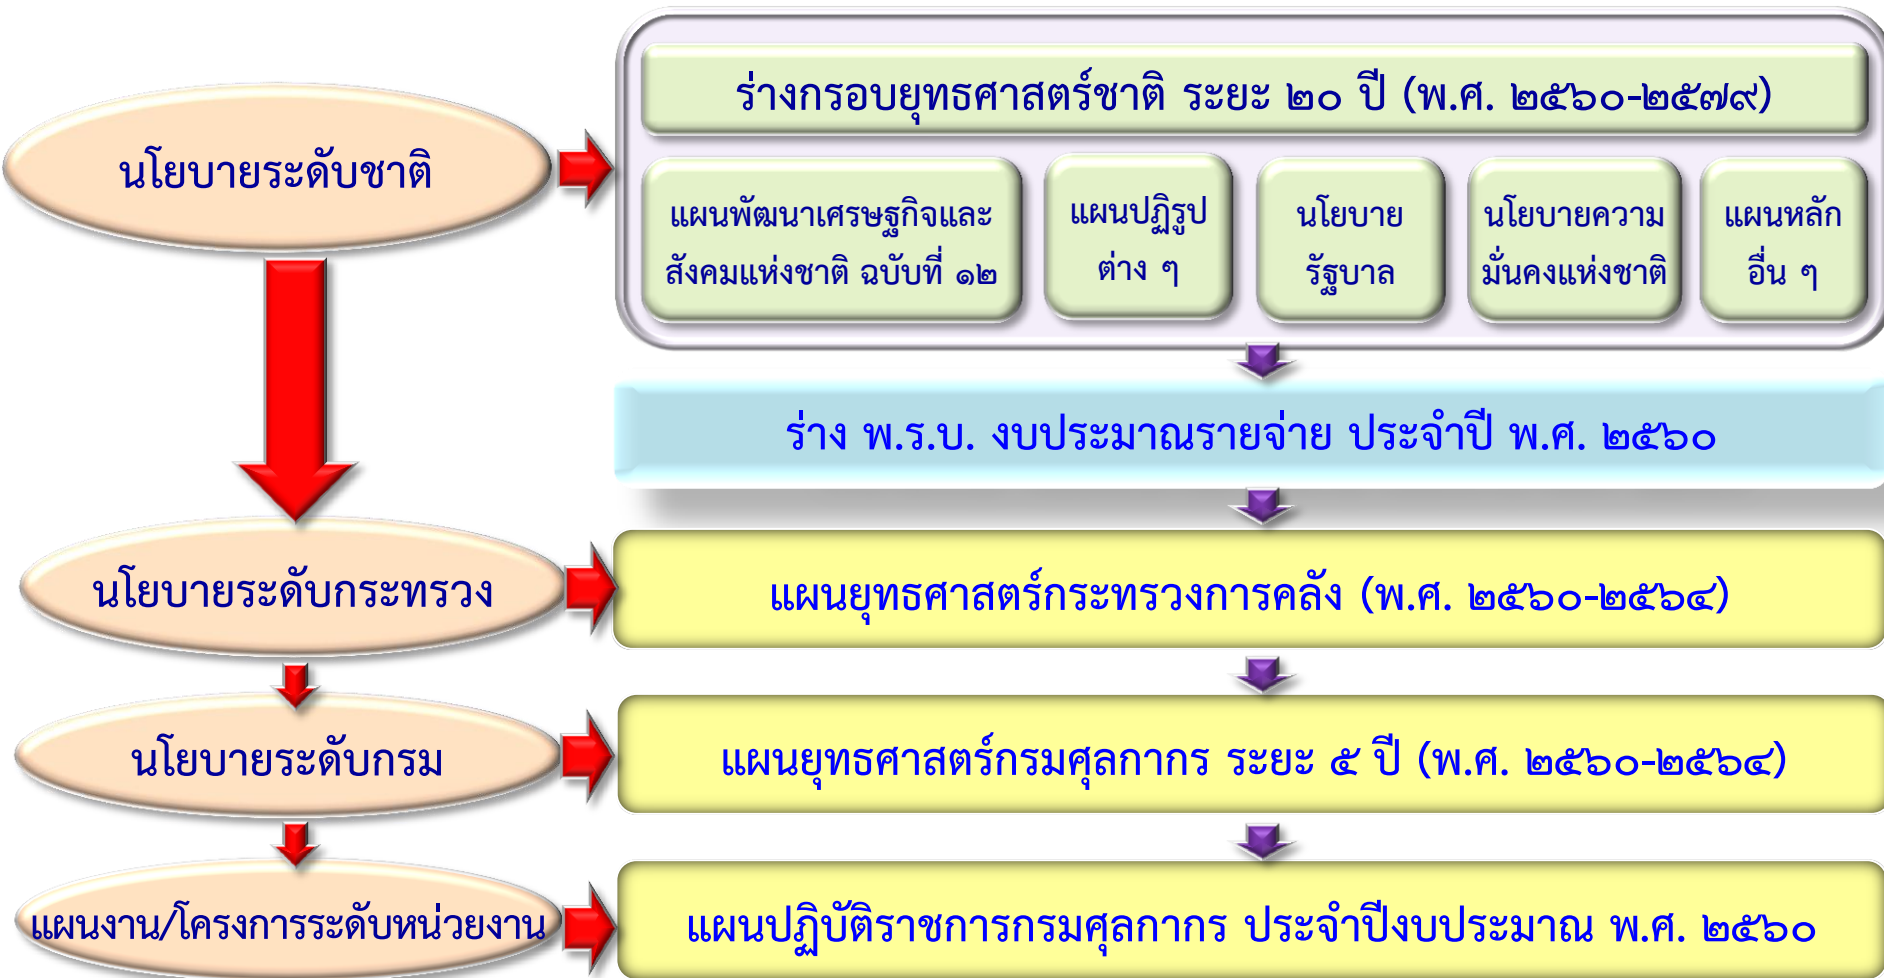 นโยบายระดับชาติ
ร่างกรอบยุทธศาสตร์ชาติ ระยะ ๒๐ ปี (พ.ศ. ๒๕๖๐-๒๕๗๙)
แผนพัฒนาเศรษฐกิจและ
สังคมแห่งชาติ ฉบับที่ ๑๒
แผนปฏิรูป
ต่าง ๆ
นโยบาย
รัฐบาล
นโยบายความ
มั่นคงแห่งชาติ
แผนหลัก
อื่น ๆ
ร่าง พ.ร.บ. งบประมาณรายจ่าย ประจำปี พ.ศ. ๒๕๖๐
นโยบายระดับกระทรวง
แผนยุทธศาสตร์กระทรวงการคลัง (พ.ศ. ๒๕๖๐-๒๕๖๔)
นโยบายระดับกรม
แผนยุทธศาสตร์กรมศุลกากร ระยะ ๕ ปี (พ.ศ. ๒๕๖๐-๒๕๖๔)
แผนงาน/โครงการระดับหน่วยงาน
แผนปฏิบัติราชการกรมศุลกากร ประจำปีงบประมาณ พ.ศ. ๒๕๖๐